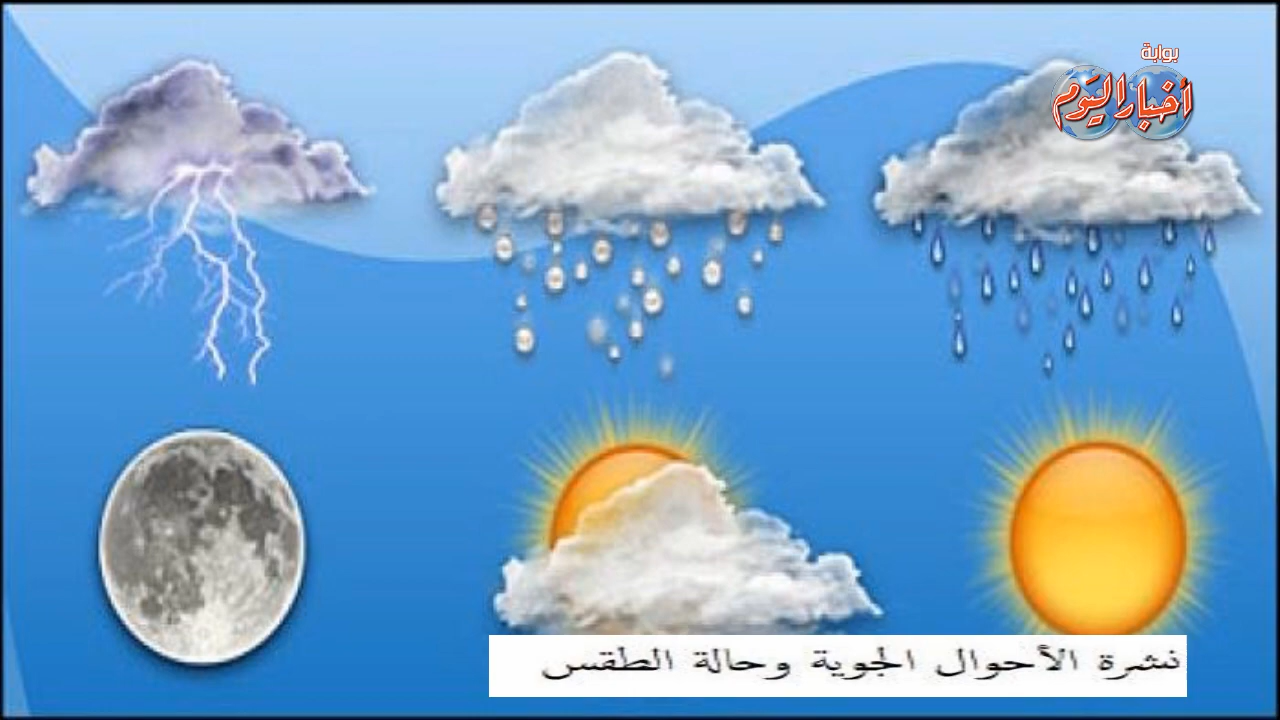 بوابة
أخبار اليوم
نشرة الأحوال الجوية وحالة الطقس